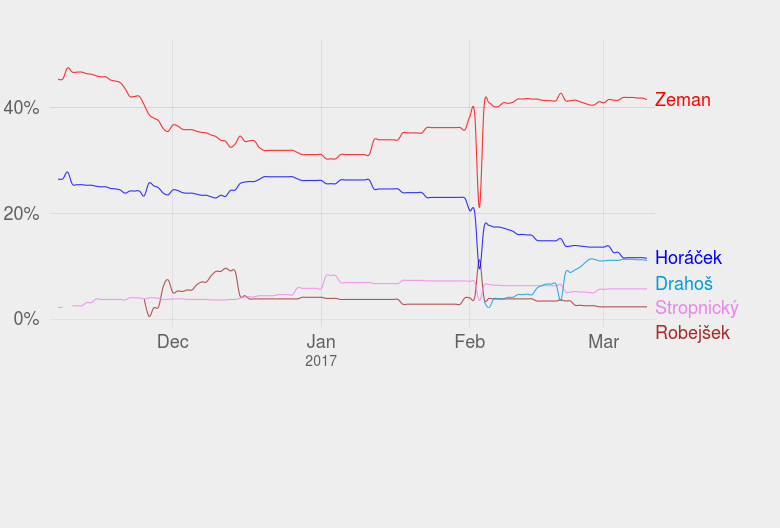 40%
20%
0%
Dec
Jan
2017
Feb
Mar
Zeman
Horáček
Drahoš
Stropnický
Robejšek